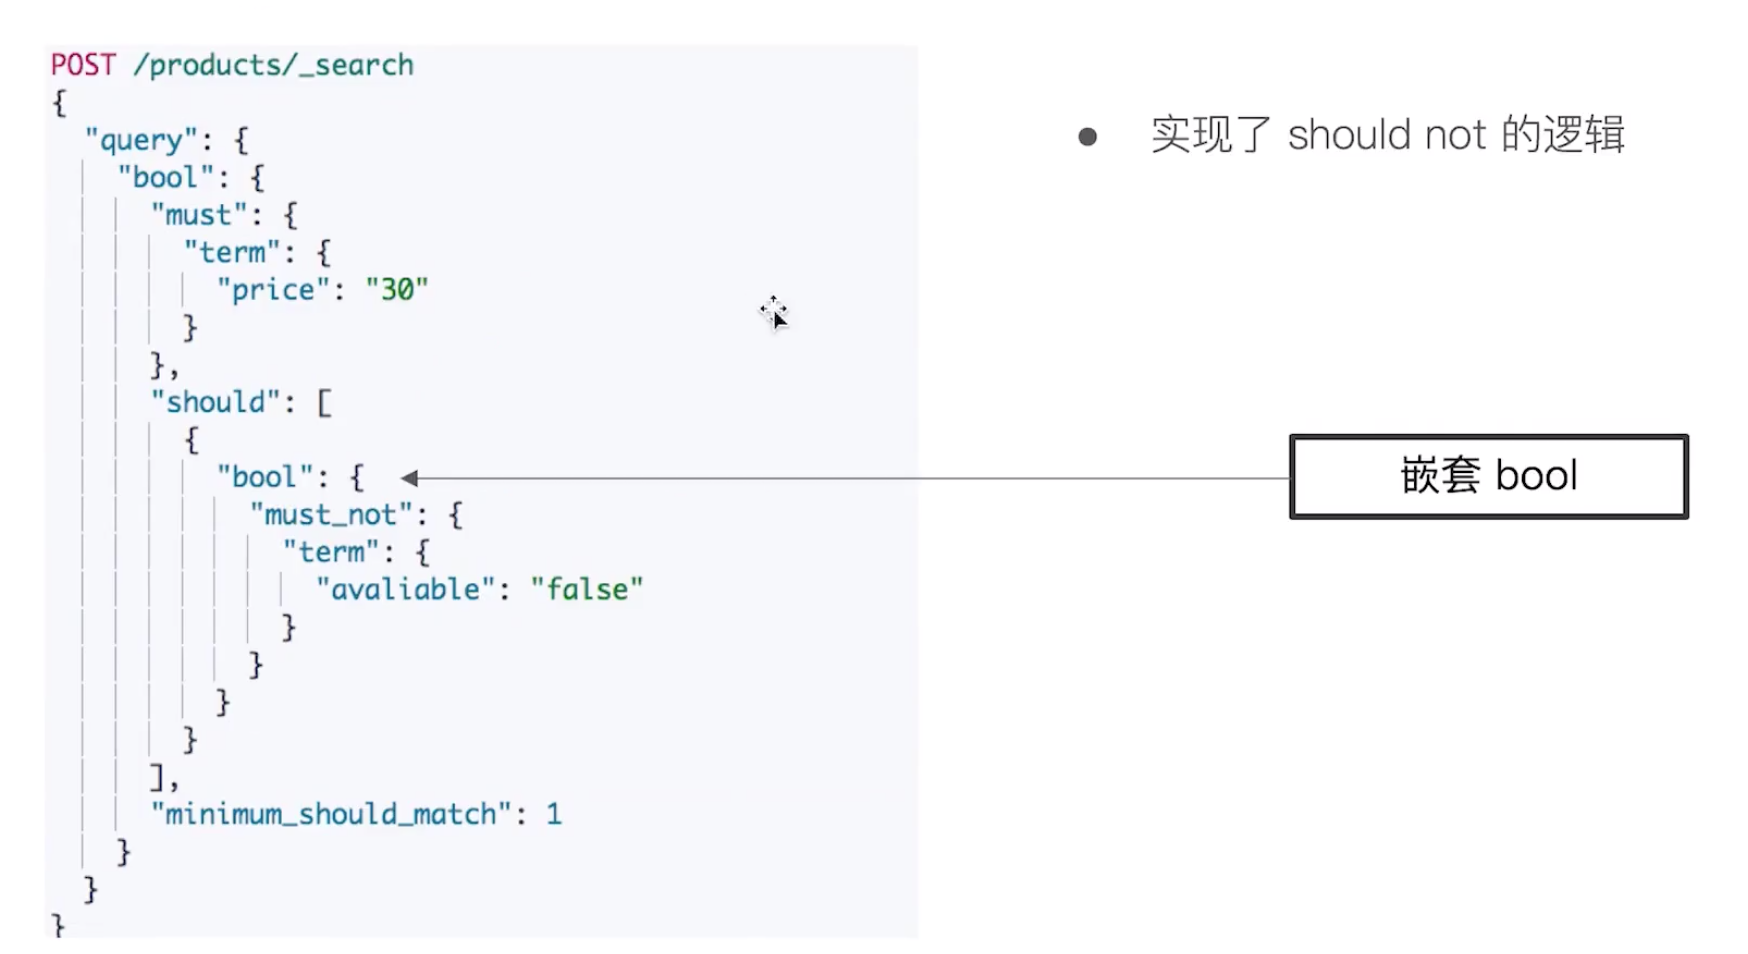 POST /products/_search
{
"query": {
"bool": {
"must": {
"term": {
"price": "30"
}
},
"should": [
{
"bool": {
"must_not": {
"term": {
"avaliable": "false"
}
}
}
}
],
"minimum_should_match": 1
}
}
}
实现了 should not 的逻辑
嵌套 bool